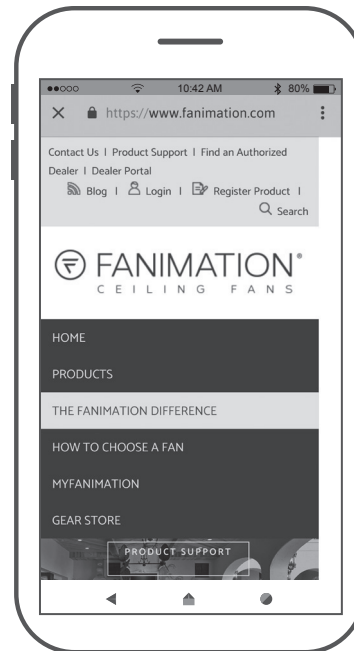 10:42 AM 80%
https://www.fanimation.com
Contact Us | Product Support | Find an Authorized
Dealer | Dealer Portal
Blog | Login | Register Product |
Search
FANIMATION®
CEILING FANS
HOME
PRODUCTS
THE FANIMATION DIFFERENCE
HOW TO CHOOSE A FAN
MYFANIMATION
GEAR STORE
PRODUCT SUPPORT